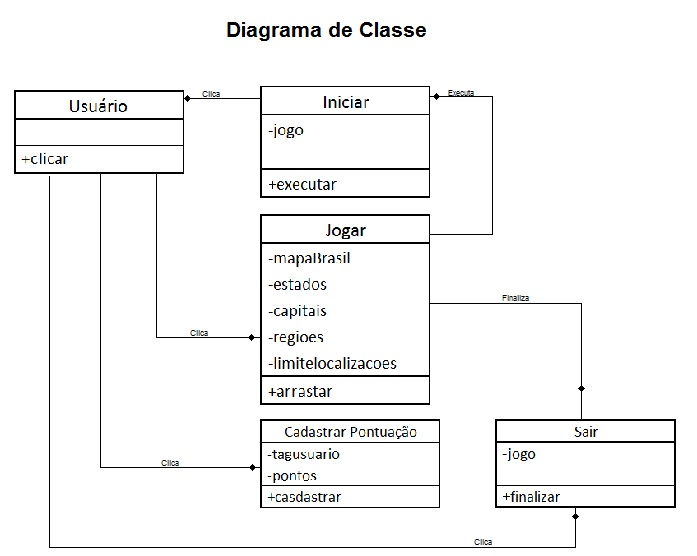 Diagrama de Classe
Usuário
+clicar
Clica
Iniciar
-jogo
+executar
Executa
Jogar
-mapaBrasil
-estados
-capitais
-regioes
-limitelocalizacoes
+arrastar
Clica
Finaliza
Cadastrar Pontuação
-tagusuario
-pontos
+casdastrar
Clica
Sair
-jogo
+finalizar
Clica